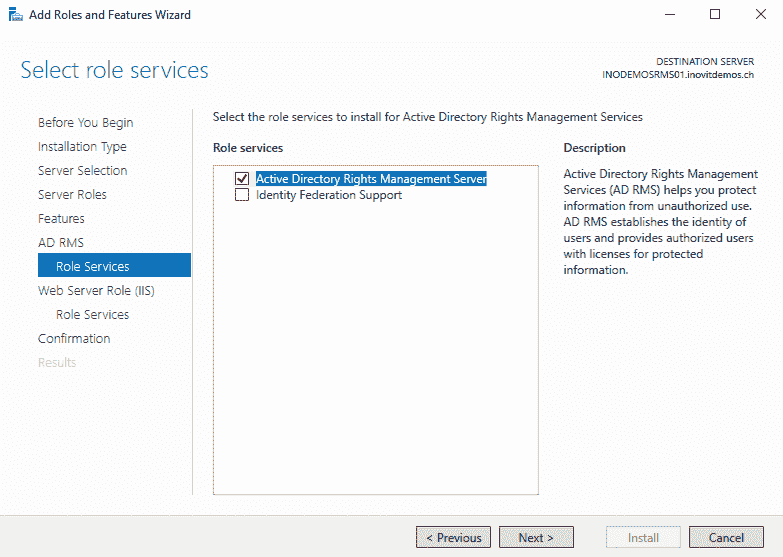 Add Roles and Features Wizard
Select role services
DESTINATION SERVER
INODEMOSRMS01.inovitdemos.ch
Before You Begin
Installation Type
Server Selection
Server Roles
Features
AD RMS
Role Services
Web Server Role (IIS)
Role Services
Confirmation
Results
Select the role services to install for Active Directory Rights Management Services
Role services
Active Directory Rights Management Server
Identity Federation Support
Description
Active Directory Rights Management
Services (AD RMS) helps you protect
information from unauthorized use.
AD RMS establishes the identity of
users and provides authorized users
with licenses for protected
information.
< Previous
Next >
Install
Cancel